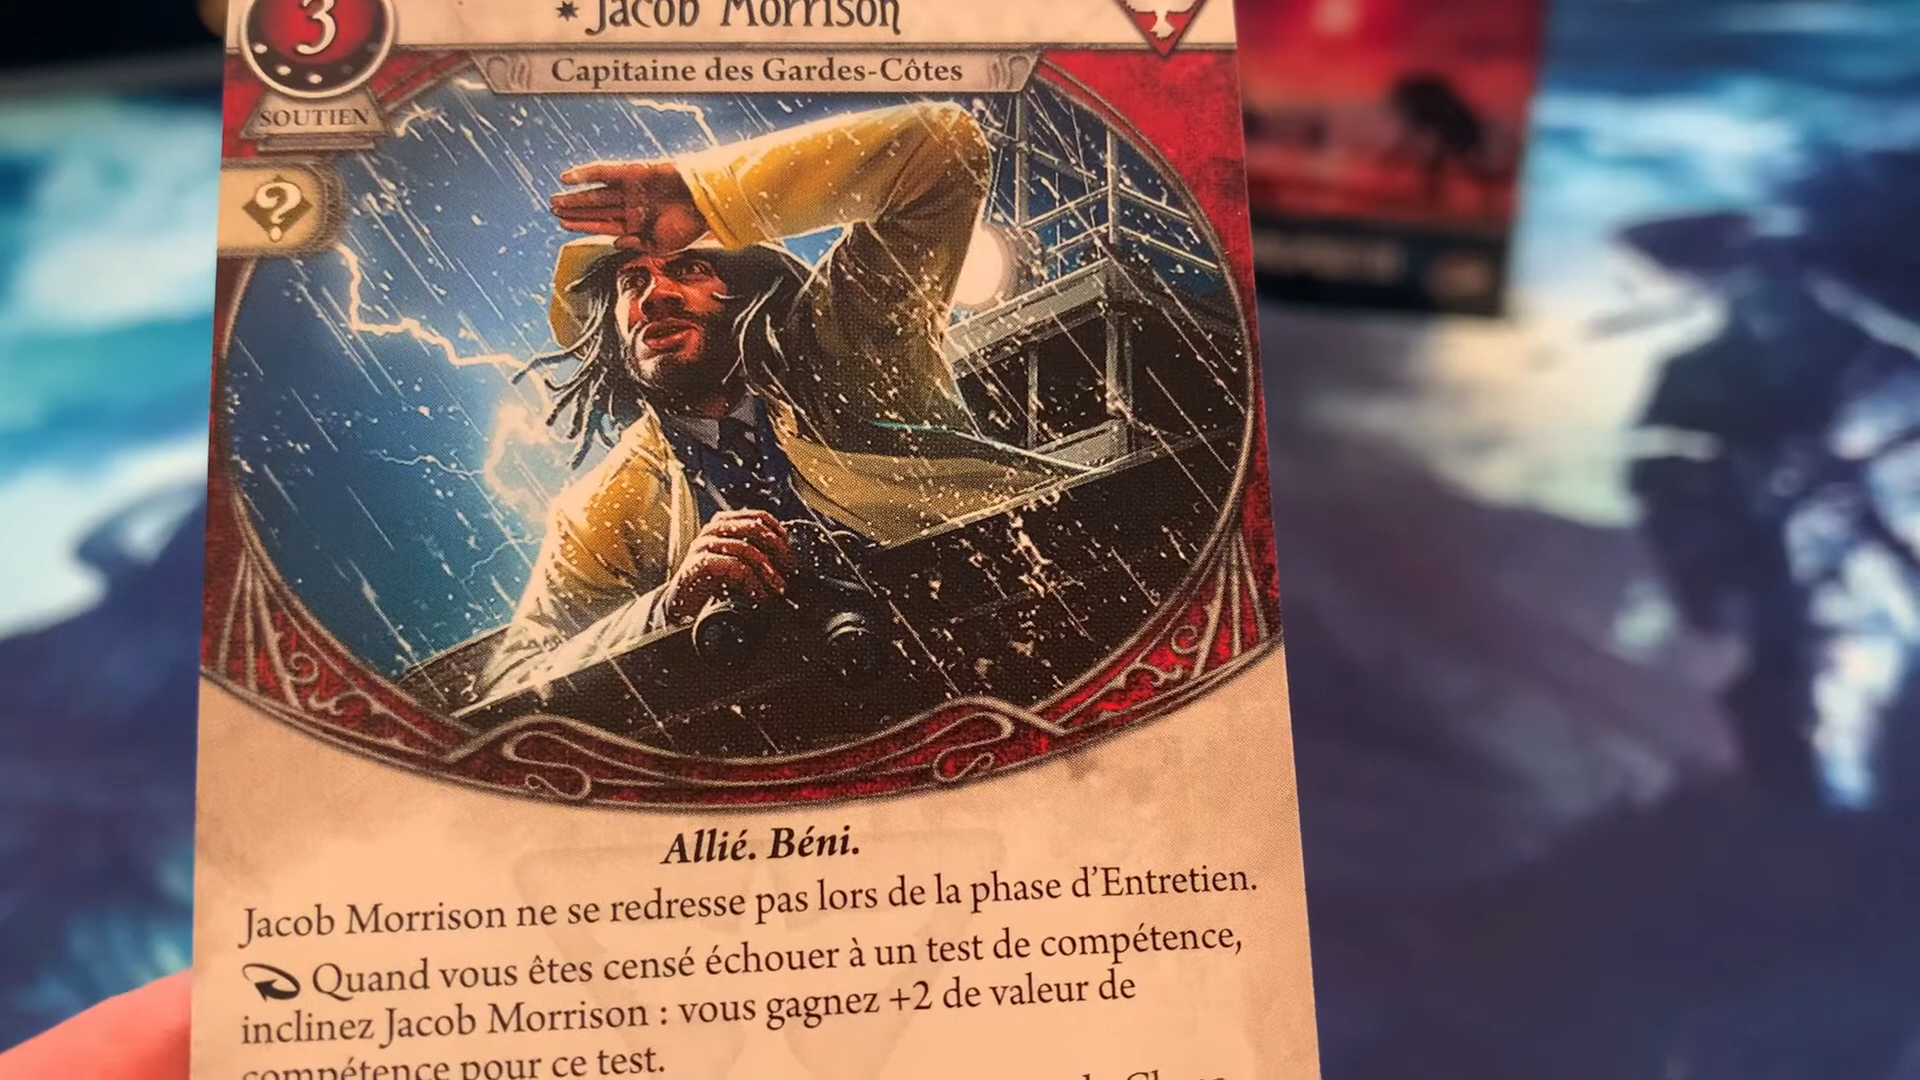 3
Jacob Morrison
Capitaine des Gardes-Côtes
SOUTIEN
?
Allié. Béni.
Jacob Morrison ne se redresse pas lors de la phase d'Entretien.
Quand vous êtes censé échouer à un test de compétence,
inclinez Jacob Morrison : vous gagnez +2 de valeur de
compétence pour ce test.